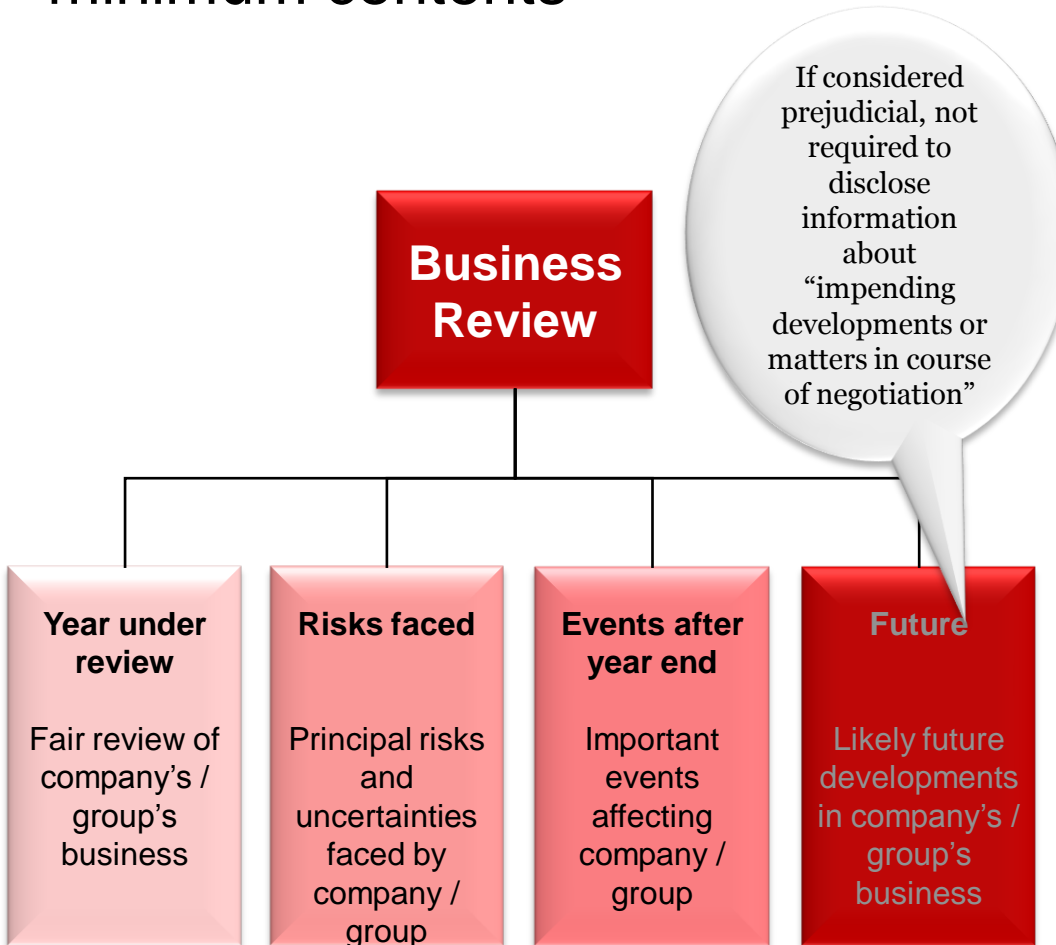 minimum contents
If considered
prejudicial, not
required to
disclose
information
about
“impending
developments or
matters in course
of negotiation”
Business
Review
Year under
review
Fair review of
company’s /
group’s
business
Risks faced
Principal risks
and
uncertainties
faced by
company /
group
Events after
year end
Important
events
affecting
company /
group
Future
Likely future
developments
in company’s /
group’s
business